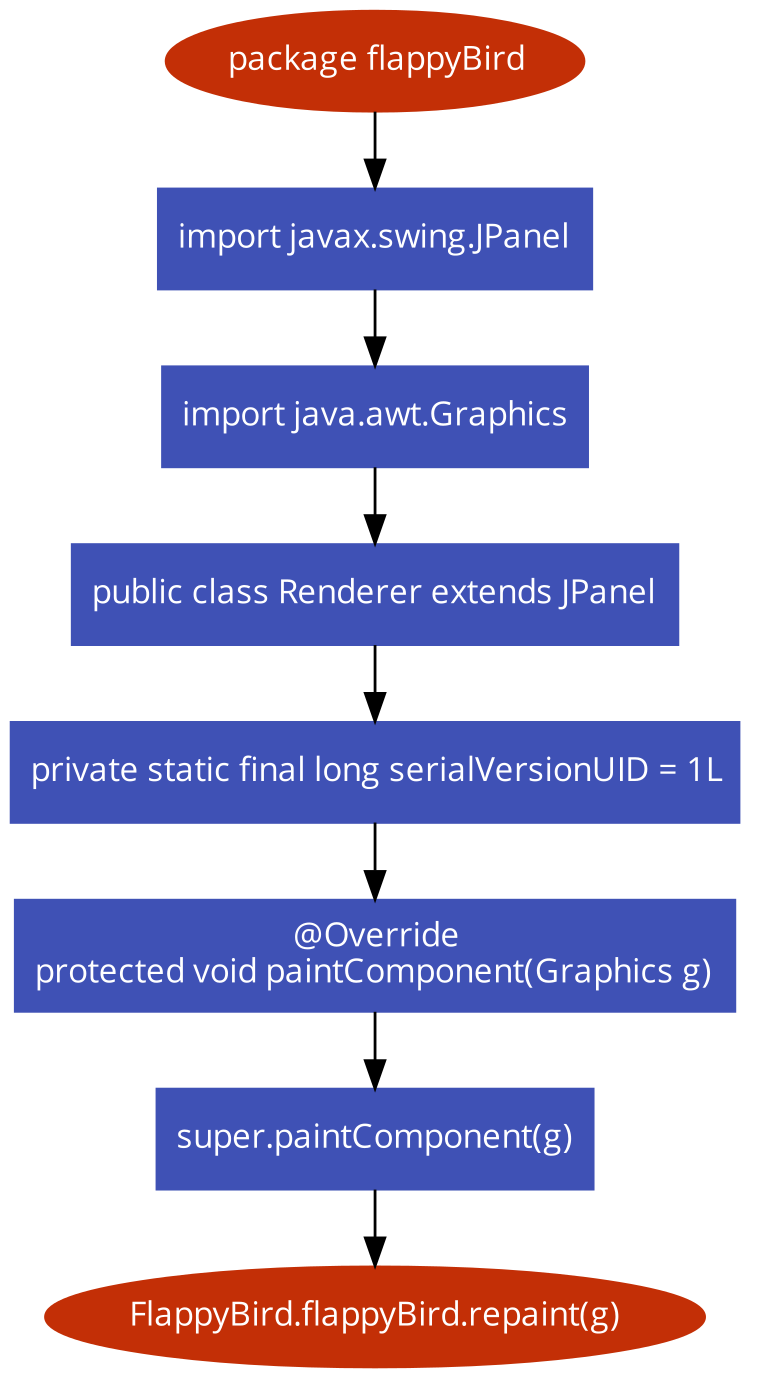 package flappyBird
import javax.swing.JPanel
import java.awt.Graphics
public class Renderer extends JPanel
private static final long serialVersionUID = 1L
@Override
protected void paintComponent(Graphics g)
super.paintComponent(g)
FlappyBird.flappyBird.repaint(g)